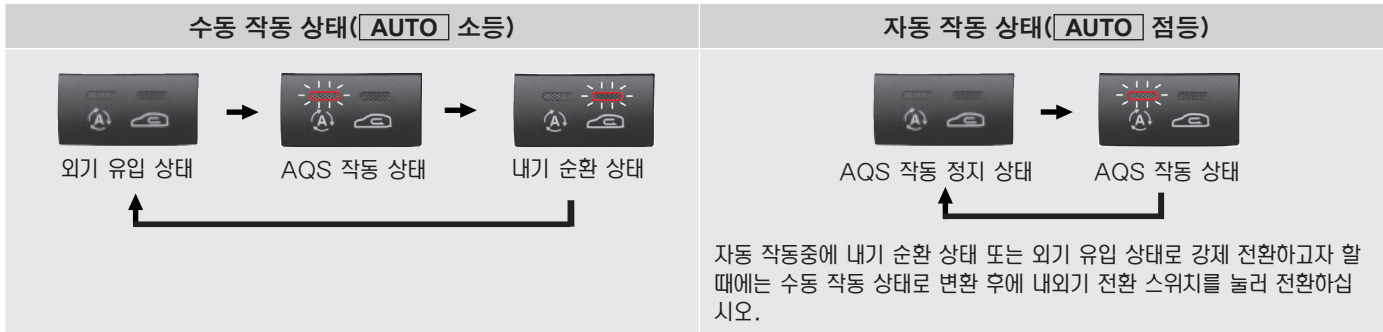 수동 작동 상태( AUTO 소등)
자동 작동 상태( AUTO 점등)
A
A
A
외기 유입 상태
AQS 작동 상태
내기 순환 상태
A
A
AQS 작동 정지 상태
AQS 작동 상태
자동 작동중에 내기 순환 상태 또는 외기 유입 상태로 강제 전환하고자 할
때에는 수동 작동 상태로 변환 후에 내외기 전환 스위치를 눌러 전환하십
시오.